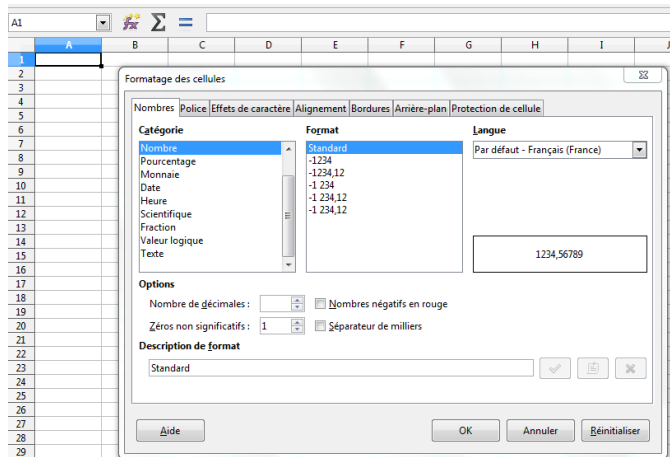 A1
A B C D E F G H I J
1
2
3
4
5
6
7
8
9
10
11
12
13
14
15
16
17
18
19
20
21
22
23
24
25
26
27
28
29
Formatage des cellules
Nombres Police Effets de caractère Alignement Bordures Arrière-plan Protection de cellule
Catégorie
Nombre
Pourcentage
Monnaie
Date
Heure
Scientifique
Fraction
Valeur logique
Texte
Format
Standard
-1234
-1234,12
-1 234
-1 234,12
-1 234,12
Langue
Par défaut - Français (France)
1234,56789
Options
Nombre de décimales : Nombres négatifs en rouge
Zéros non significatifs : 1 Séparateur de milliers
Description de format
Standard
Aide OK Annuler Réinitialiser